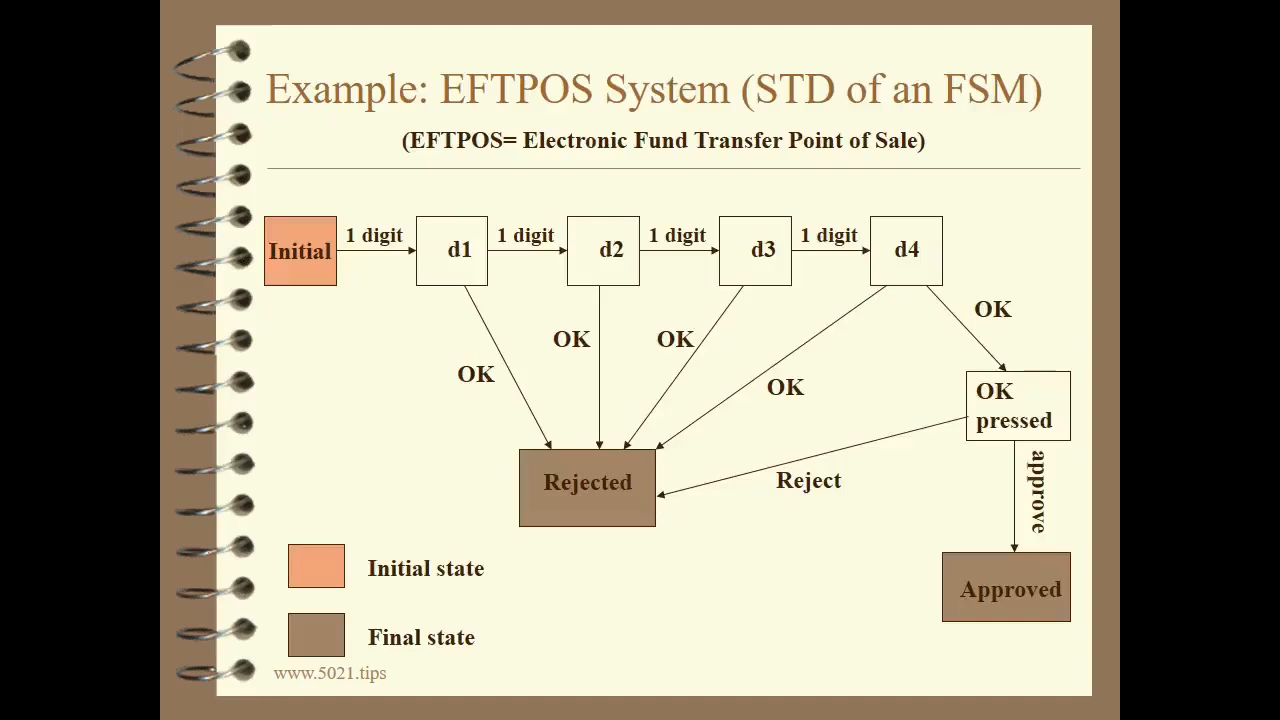 Example: EFTPOS System (STD of an FSM)
(EFTPOS= Electronic Fund Transfer Point of Sale)
Initial
1 digit
d1
1 digit
d2
1 digit
d3
1 digit
d4
OK
OK
OK
OK
OK
OK
pressed
Rejected
Reject
approve
Approved
Initial state
Final state
www.5021.tips